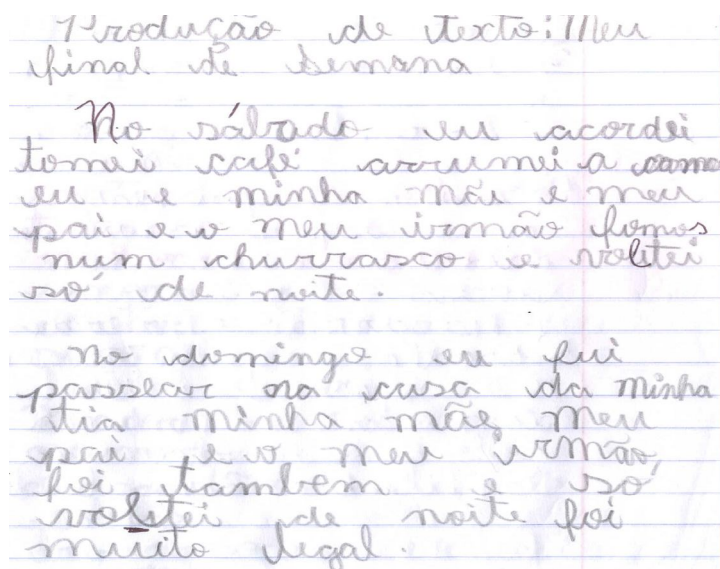 Produção de texto: Meu
final de semana
No sábado eu acordei
tomei café arrumei a cama
eu e minha mãe e meu
pai e o meu irmão fomos
num churrasco e voltei
só de noite.
No domingo eu fui
passear na casa da minha
tia minha mãe, meu
pai e o meu irmão,
foi tambem e só
voltei de noite foi
muito legal.